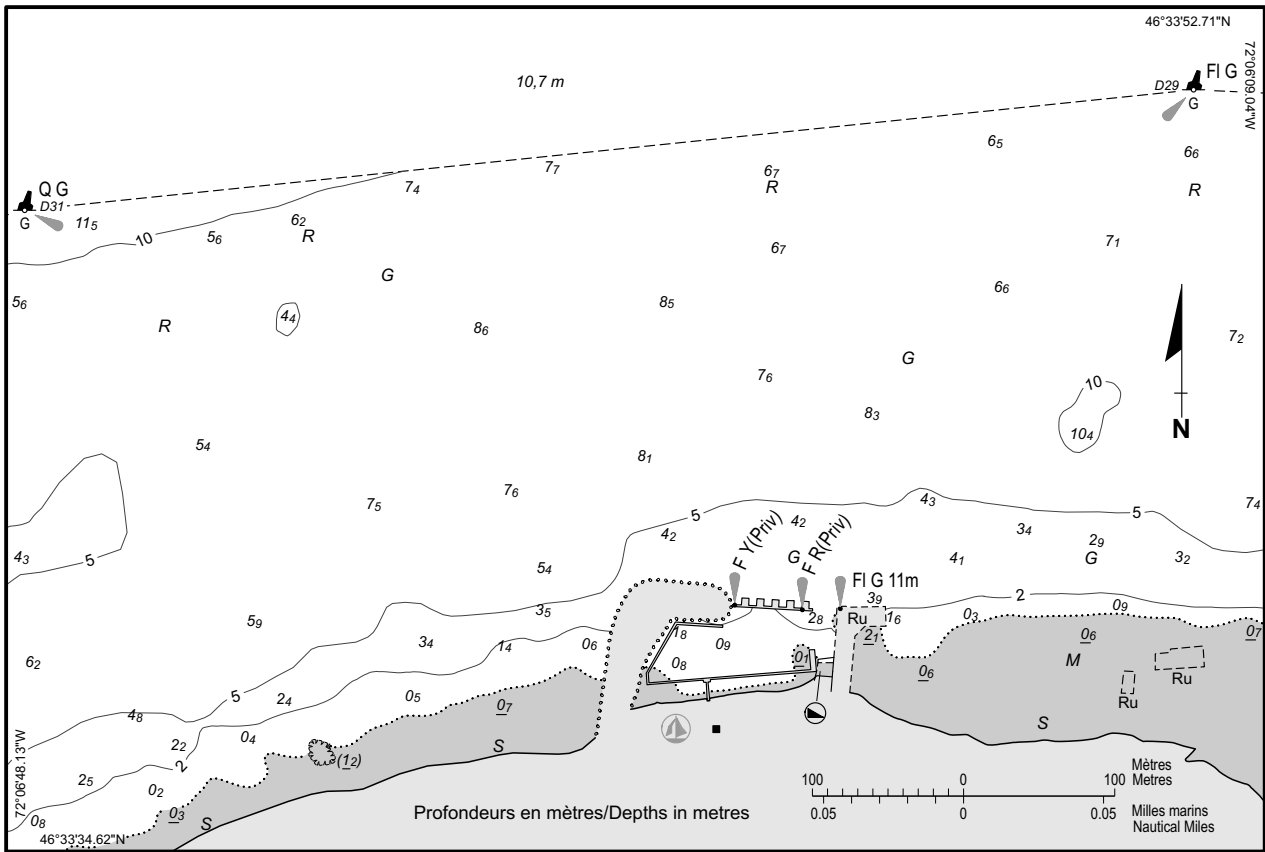 46°33'52.71"N
72°06'09.04"W
10,7 m
Fl G
D29
G
6₅
6₆
7₇
6₇
R
R
7₄
Q G
D31
G
11₅
6₂
10
5₆
R
6₇
7₁
G
5₆
8₅
6₆
4₄
R
8₆
7₂
G
7₆
10
8₃
10₄
N
5₄
8₁
7₅
7₆
4₃
7₄
5
5
4₂
4₂
3₄
2₉
F Y(Priv)
G
F R(Priv)
4₃
5
5₄
4₁
G
3₂
Fl G 11m
3₉
2
3₅
0₃
0₉
5₉
2₈
Ru
1₆
1₈
0₉
2₁
0₆
0₇
3₄
1₄
0₆
6₂
0₈
0₁
0₆
M
Ru
Ru
5
2₄
0₅
0₇
4₈
S
2₂
0₄
S
(1₂)
2
2₅
0₂
0₃
0₈
S
72°06'48.13"W
46°33'34.62"N
Profondeurs en mètres/Depths in metres
100 0 100
Mètres
Metres
0.05 0 0.05
Milles marins
Nautical Miles